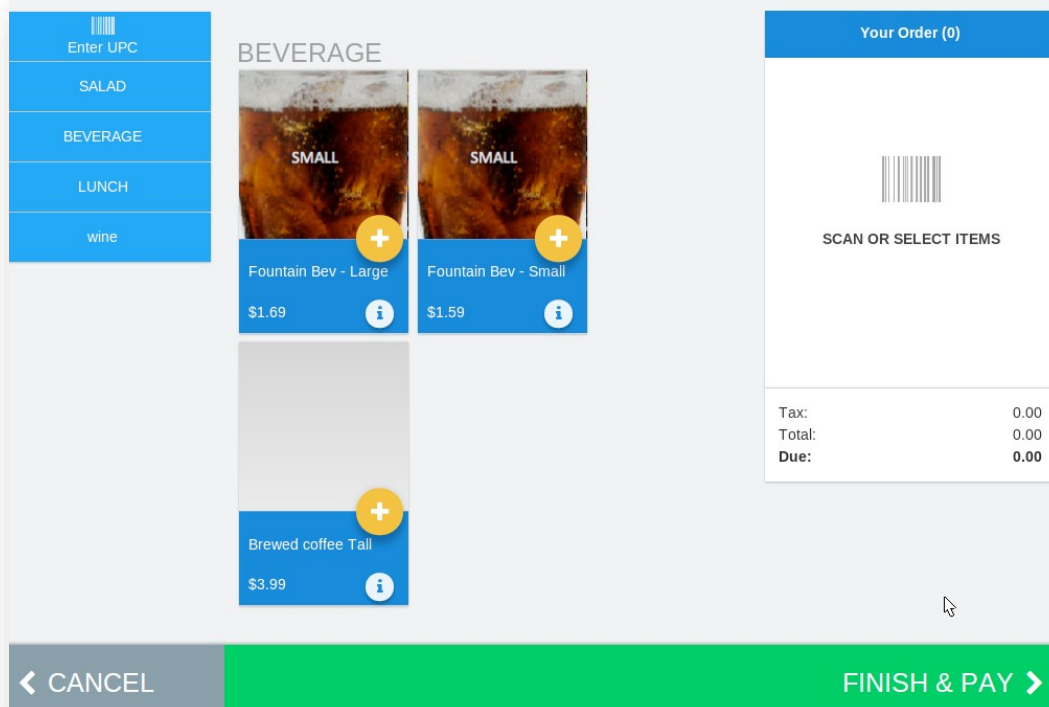 Enter UPC
SALAD
BEVERAGE
LUNCH
wine
BEVERAGE
SMALL
Fountain Bev - Large
$1.69
SMALL
Fountain Bev - Small
$1.59
Brewed coffee Tall
$3.99
Your Order (0)
SCAN OR SELECT ITEMS
Tax: 0.00
Total: 0.00
Due: 0.00
CANCEL
FINISH & PAY